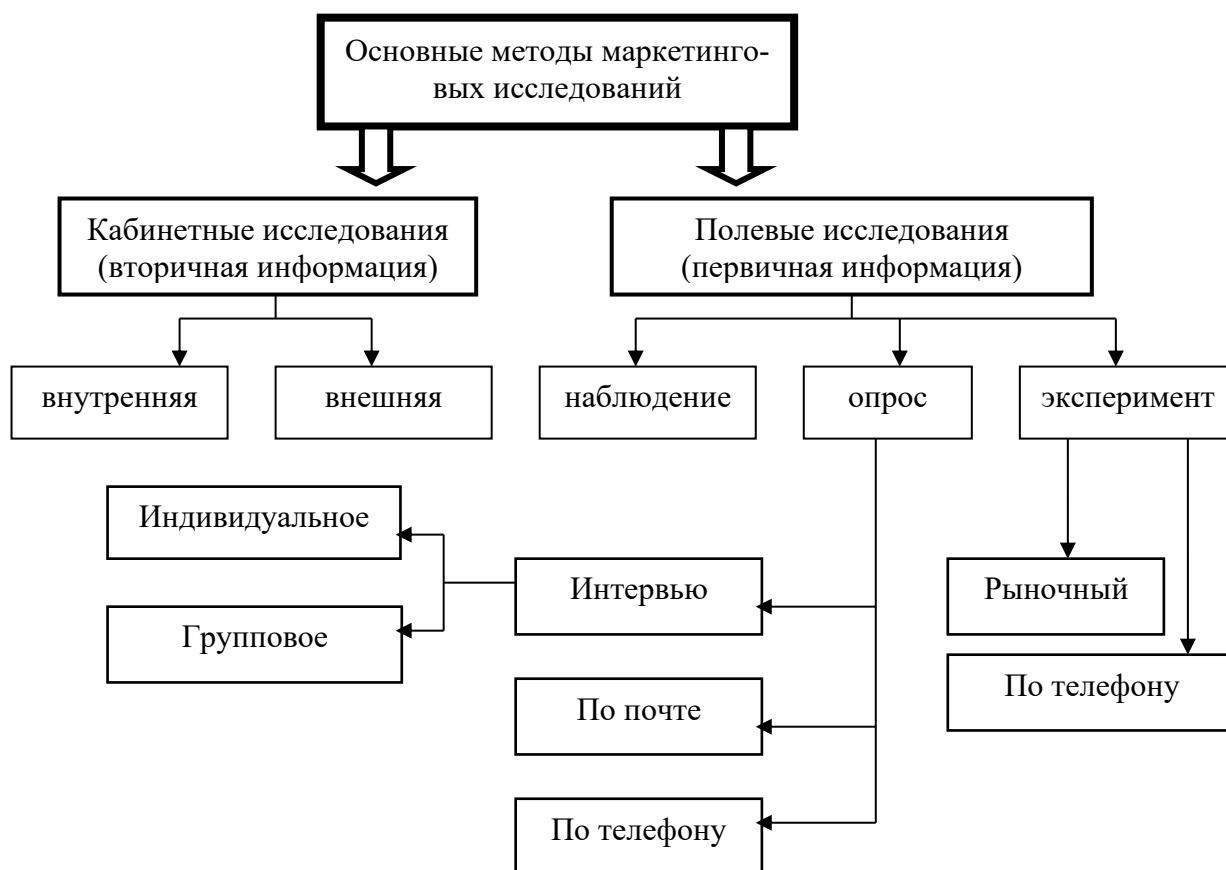 Основные методы маркетинго-
вых исследований
Кабинетные исследования
(вторичная информация)
Полевые исследования
(первичная информация)
внутренняя
внешняя
наблюдение
опрос
эксперимент
Индивидуальное
Групповое
Интервью
По почте
По телефону
Рыночный
По телефону